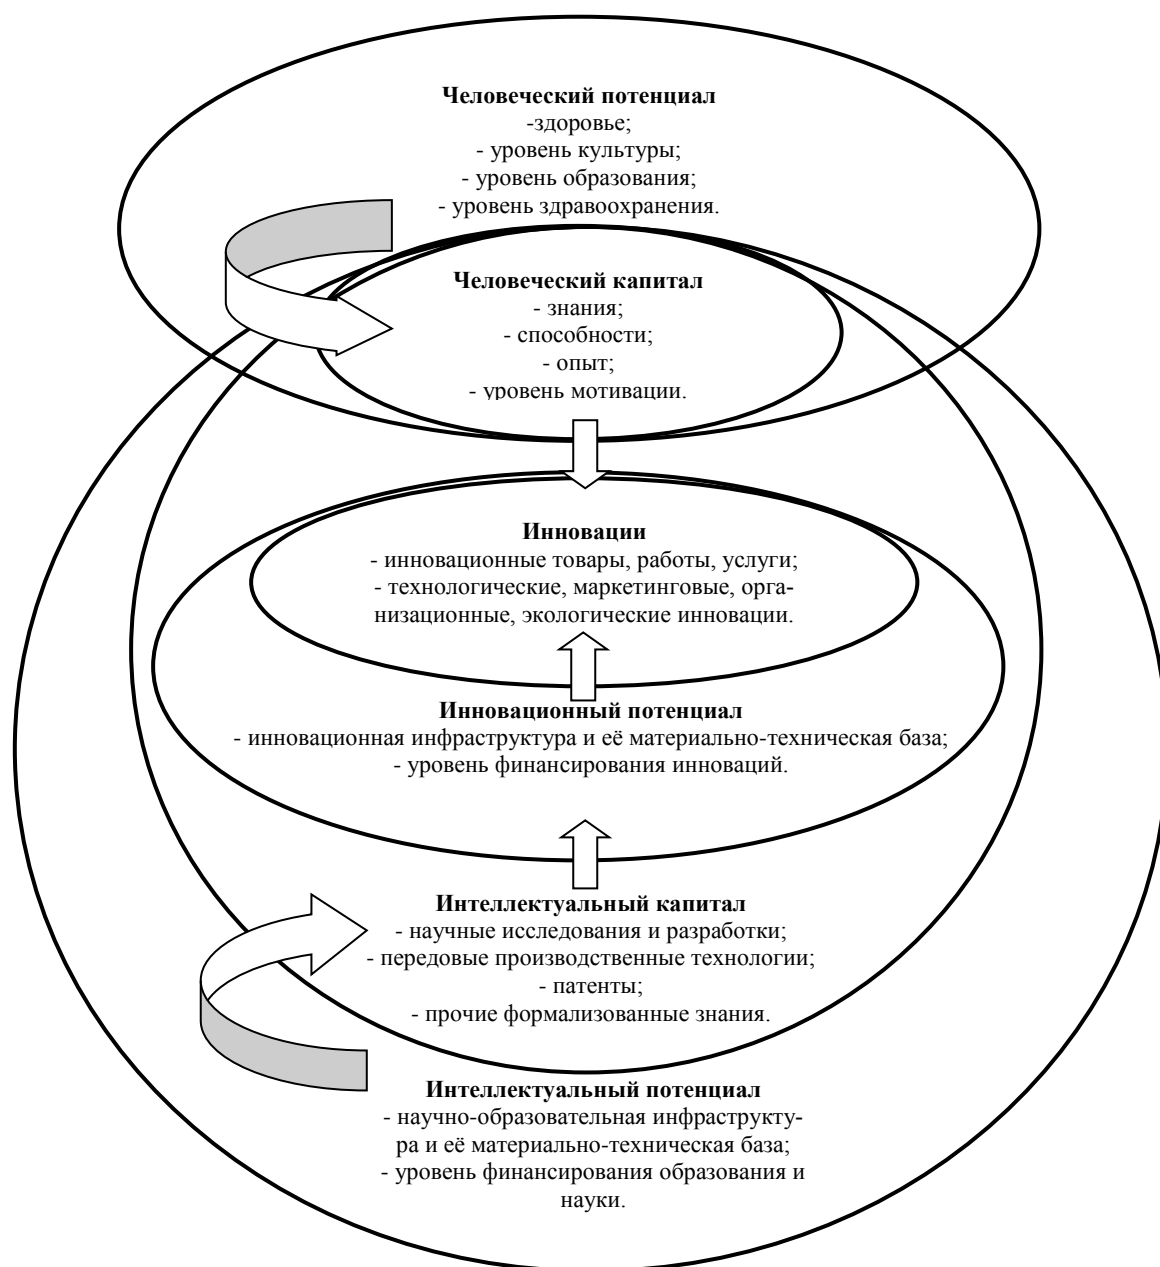 Человеческий потенциал
-здоровье;
- уровень культуры;
- уровень образования;
- уровень здравоохранения.
Человеческий капитал
- знания;
- способности;
- опыт;
- уровень мотивации.
Инновации
- инновационные товары, работы, услуги;
- технологические, маркетинговые, орга-
низационные, экологические инновации.
Инновационный потенциал
- инновационная инфраструктура и её материально-техническая база;
- уровень финансирования инноваций.
Интеллектуальный капитал
- научные исследования и разработки;
- передовые производственные технологии;
- патенты;
- прочие формализованные знания.
Интеллектуальный потенциал
- научно-образовательная инфраструкту-
ра и её материально-техническая база;
- уровень финансирования образования и
науки.